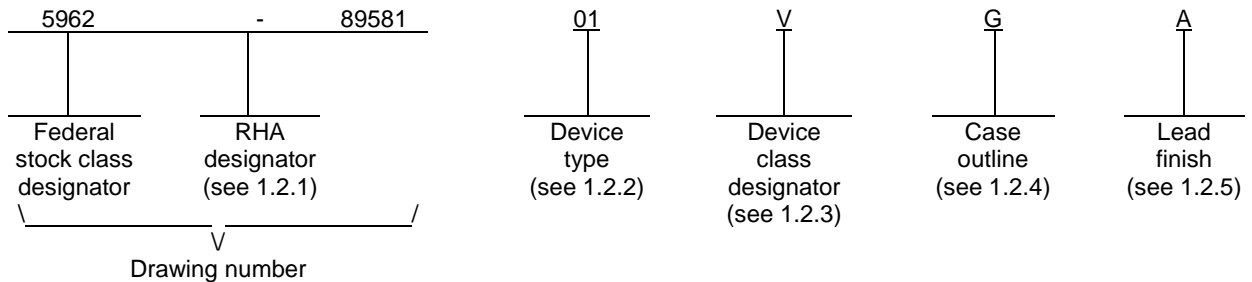 5962 - 89581 01 V G A
Federal stock class designator
RHA designator (see 1.2.1)
Device type (see 1.2.2)
Device class designator (see 1.2.3)
Case outline (see 1.2.4)
Lead finish (see 1.2.5)
Drawing number